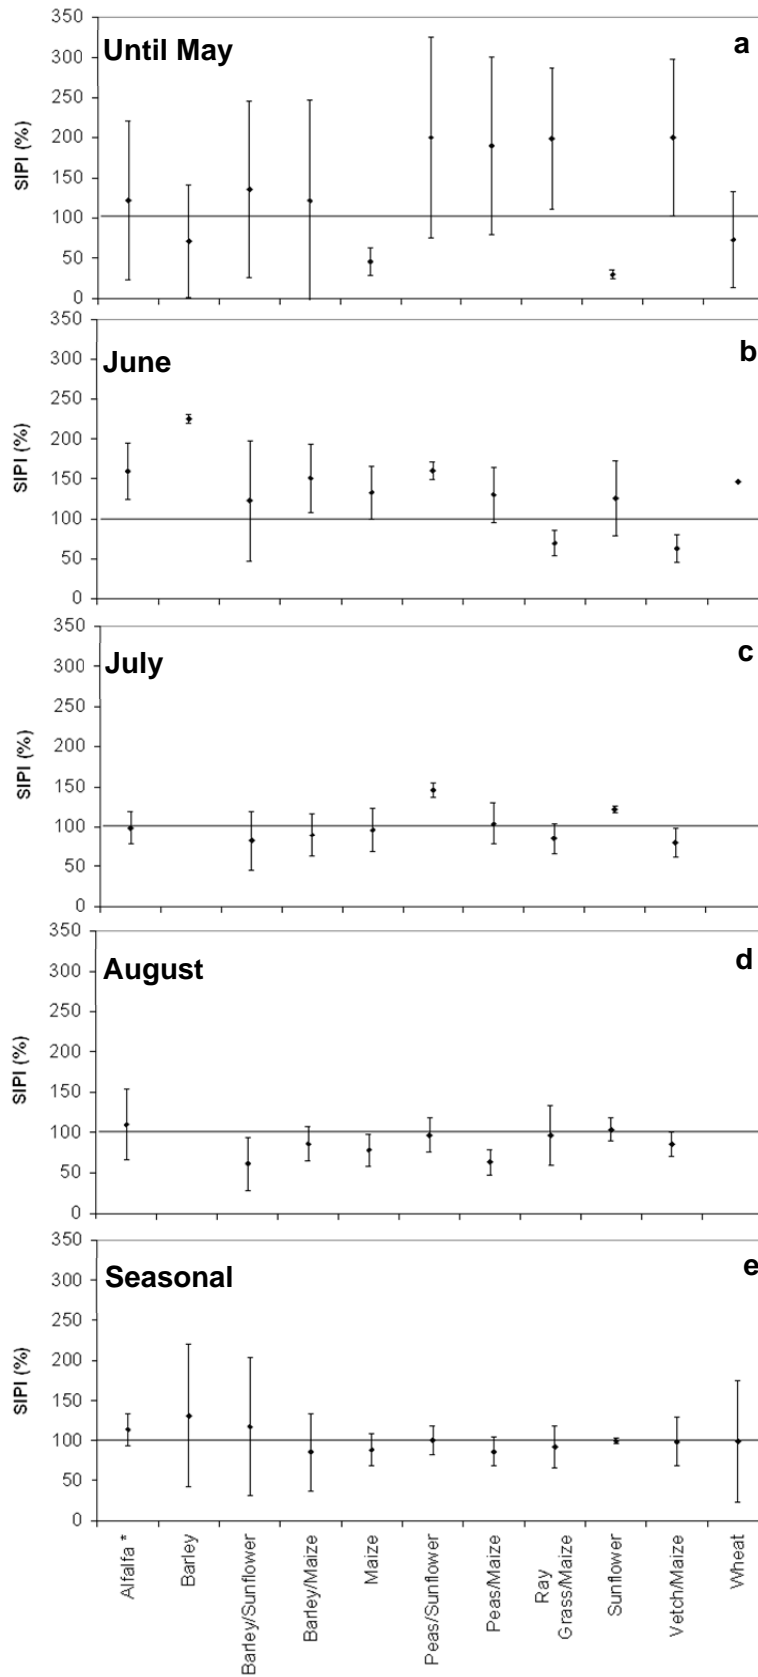 350
Until May
a
300
250
200
SIPI (%)
150
100
50
0
350
June
b
300
250
200
SIPI (%)
150
100
50
0
350
July
c
300
250
200
SIPI (%)
150
100
50
0
350
August
d
300
250
200
SIPI (%)
150
100
50
0
350
Seasonal
e
300
250
200
SIPI (%)
150
100
50
0
Alfalfa *
Barley
Barley/Sunflower
Barley/Maize
Maize
Peas/Sunflower
Peas/Maize
Ray
Grass/Maize
Sunflower
Vetch/Maize
Wheat